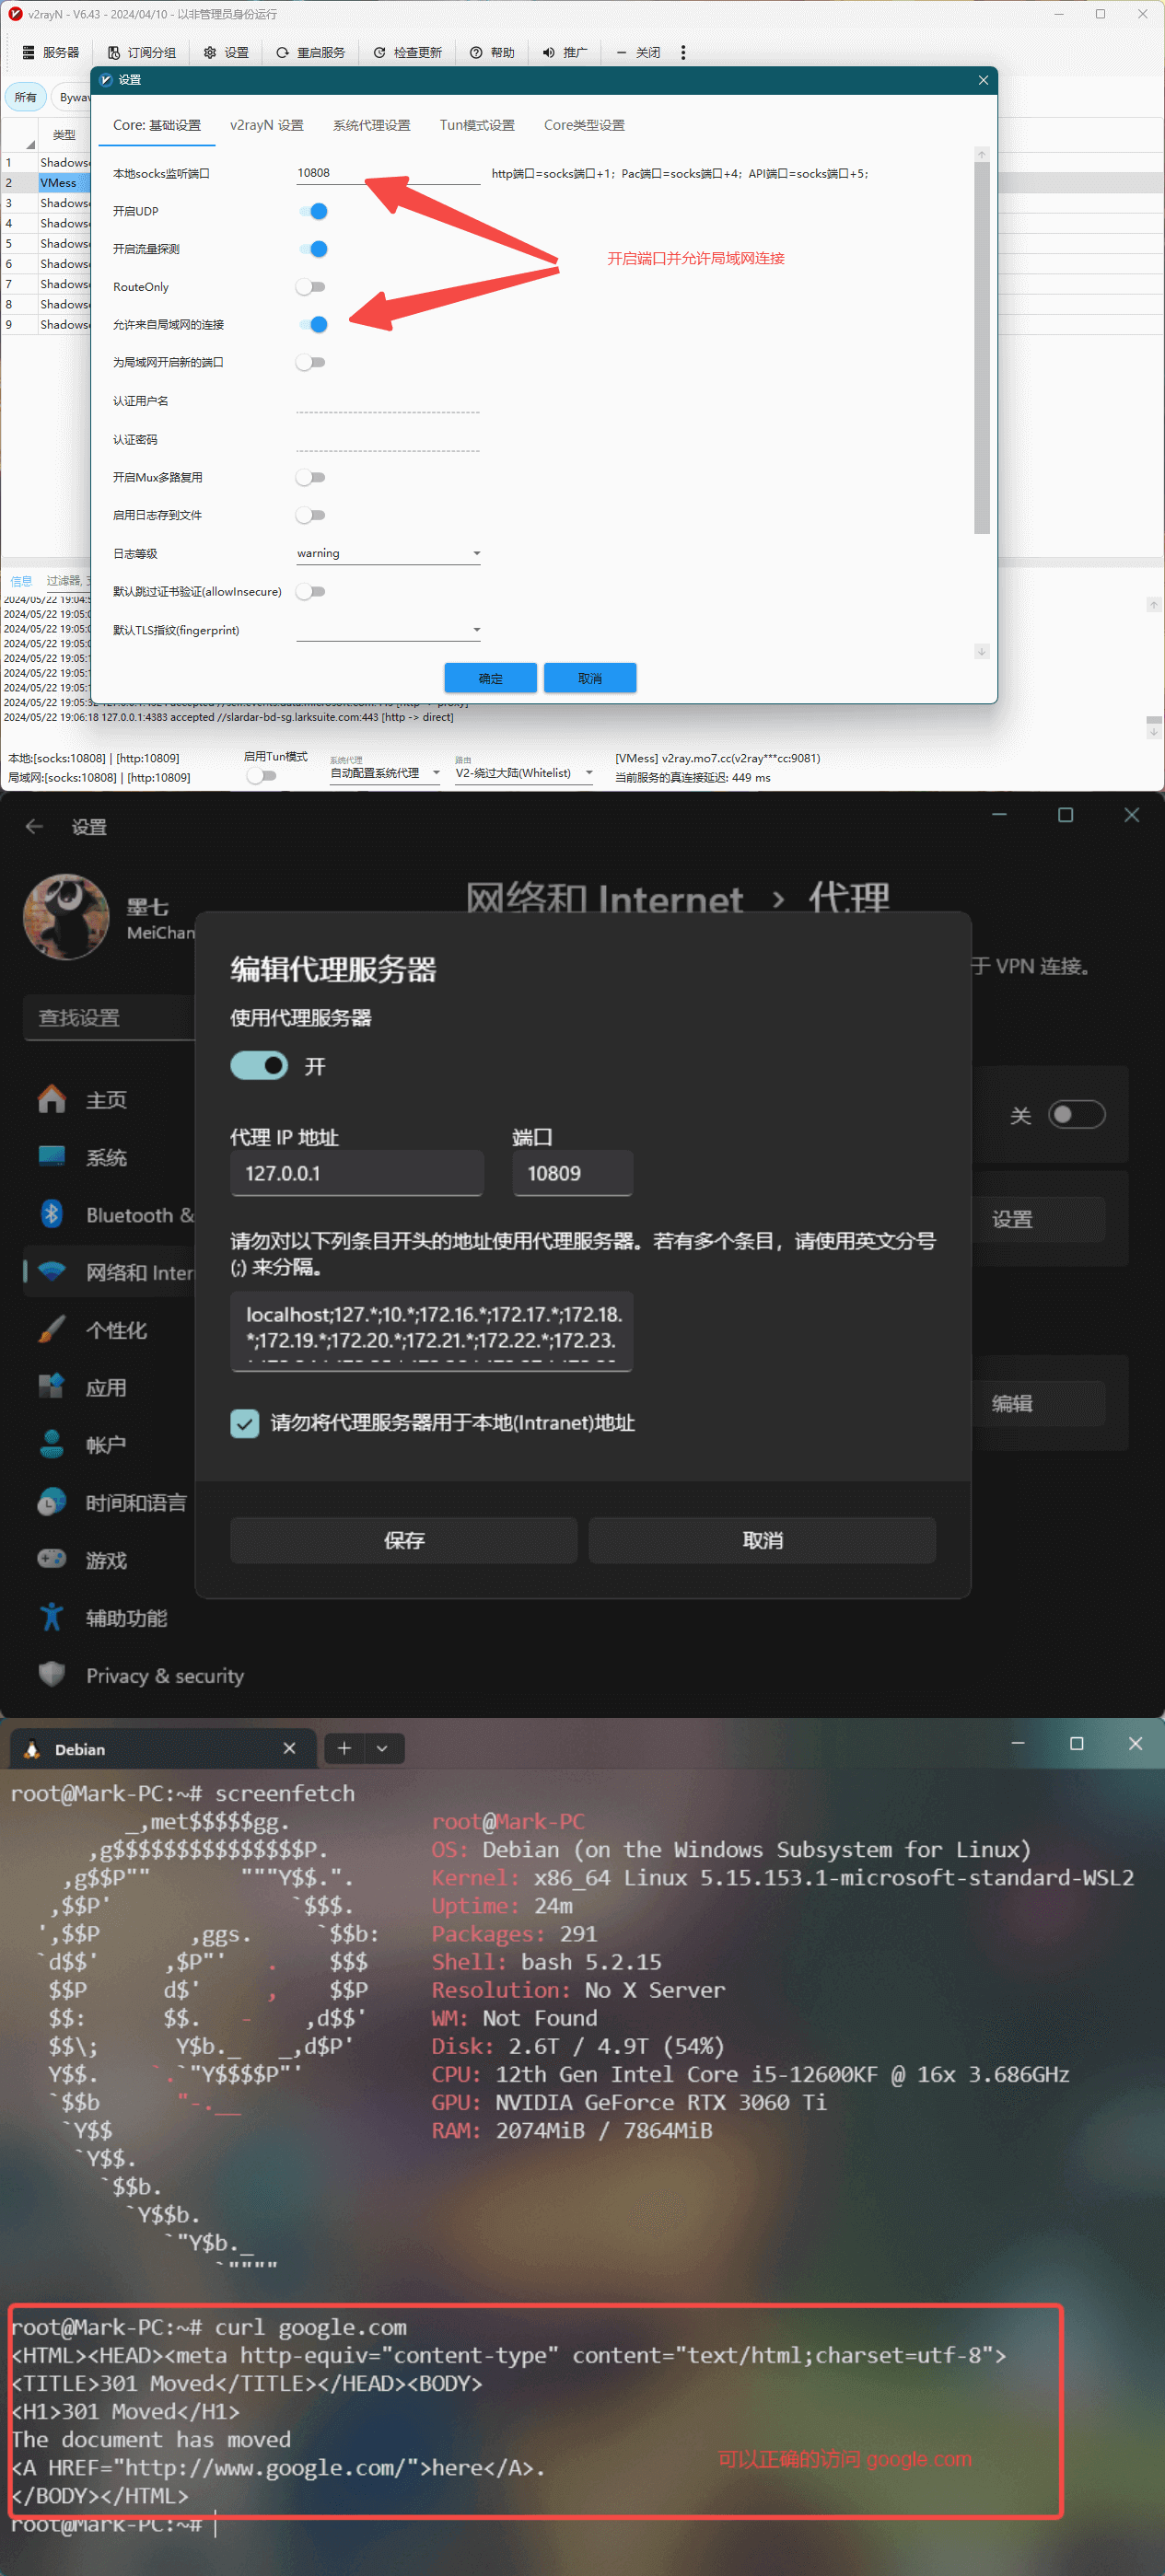 v2rayN - V6.43 - 2024/04/10 - 以非管理员身份运行
服务器 订阅分组 设置 重启服务 检查更新 帮助 推广 关闭
所有
类型
1 Shadows
2 VMess
3 Shadows
4 Shadows
5 Shadows
6 Shadows
7 Shadows
8 Shadows
9 Shadows
设置
Core: 基础设置 v2rayN 设置 系统代理设置 Tun模式设置 Core类型设置
本地socks监听端口 10808 http端口=socks端口+1; Pac端口=socks端口+4; API端口=socks端口+5;
开启UDP
开启流量探测
开启端口并允许局域网连接
RouteOnly
允许来自局域网的连接
为局域网开启新的端口
认证用户名
认证密码
开启Mux多路复用
启用日志存到文件
日志等级 warning
默认跳过证书验证(allowInsecure)
默认TLS指纹(fingerprint)
确定 取消
信息 过滤器,
2024/05/22 19:04:5
2024/05/22 19:05:0
2024/05/22 19:05:0
2024/05/22 19:05:0
2024/05/22 19:05:1
2024/05/22 19:05:1
2024/05/22 19:05:1
2024/05/22 19:06:18 127.0.0.1:4383 accepted //slardar-bd-sg.larksuite.com:443 [http -> direct]
本地:[socks:10808] | [http:10809]
局域网:[socks:10808] | [http:10809]
启用Tun模式
系统代理
自动配置系统代理
路由
V2-绕过大陆(Whitelist)
[VMess] v2ray.mo7.cc(v2ray***cc:9081)
当前服务的真连接延迟: 449 ms
设置
墨七
MeiChan
网络和 Internet › 代理
于 VPN 连接。
查找设置
主页
系统
Bluetooth &
网络和 Inter
个性化
应用
帐户
时间和语言
游戏
辅助功能
Privacy & security
关
设置
编辑
编辑代理服务器
使用代理服务器
开
代理 IP 地址 端口
127.0.0.1 10809
请勿对以下列条目开头的地址使用代理服务器。若有多个条目，请使用英文分号
(;) 来分隔。
localhost;127.*;10.*;172.16.*;172.17.*;172.18.
*;172.19.*;172.20.*;172.21.*;172.22.*;172.23.
请勿将代理服务器用于本地(Intranet)地址
保存 取消
Debian
root@Mark-PC:~# screenfetch
root@Mark-PC
OS: Debian (on the Windows Subsystem for Linux)
Kernel: x86_64 Linux 5.15.153.1-microsoft-standard-WSL2
Uptime: 24m
Packages: 291
Shell: bash 5.2.15
Resolution: No X Server
WM: Not Found
Disk: 2.6T / 4.9T (54%)
CPU: 12th Gen Intel Core i5-12600KF @ 16x 3.686GHz
GPU: NVIDIA GeForce RTX 3060 Ti
RAM: 2074MiB / 7864MiB
root@Mark-PC:~# curl google.com
<HTML><HEAD><meta http-equiv="content-type" content="text/html;charset=utf-8">
<TITLE>301 Moved</TITLE></HEAD><BODY>
<H1>301 Moved</H1>
The document has moved
<A HREF="http://www.google.com/">here</A>.
可以正确的访问 google.com
</BODY></HTML>
root@Mark-PC:~#